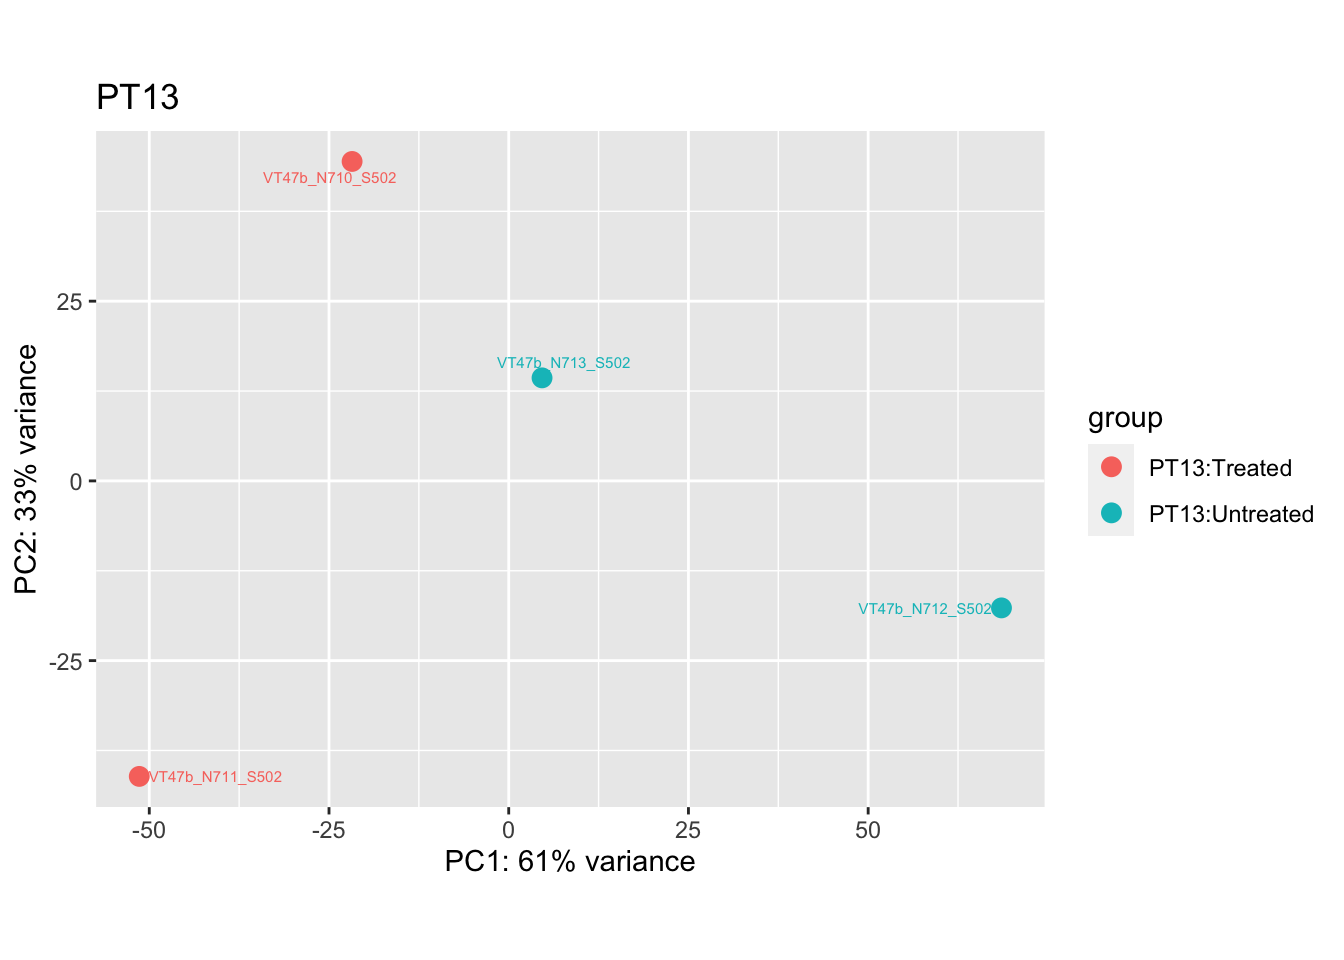 PT13
VT47b_N710_S502
VT47b_N713_S502
VT47b_N712_S502
VT47b_N711_S502
25
0
-25
PC2: 33% variance
-50
-25
0
25
50
PC1: 61% variance
group
PT13:Treated
PT13:Untreated